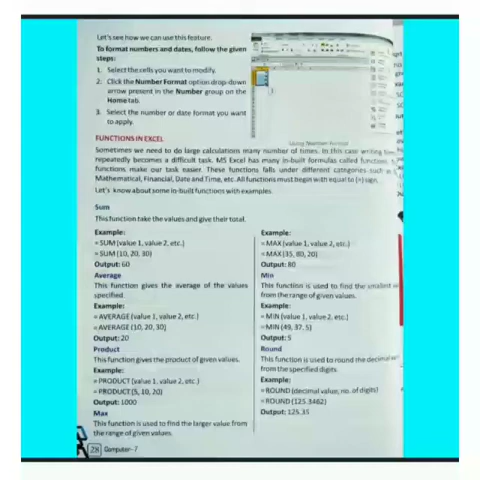 Let's see how we can use this feature.
To format numbers and dates, follow the given
steps:
1. Select the cells you want to modify.
2. Click the Number Format option drop-down
arrow present in the Number group on the
Home tab.
3. Select the number or date format you want
to apply.
Using Number Format
FUNCTIONS IN EXCEL
Sometimes we need to do large calculations many number of times. In this case writing
repeatedly becomes a difficult task. MS Excel has many in-built formulas called functions
functions make our task easier. These functions falls under different categories such
Mathematical, Financial, Date and Time, etc. All functions must begin with equal to (=) sign.
Let's know about some in-built functions with examples.
Sum
This function take the values and give their total.
Example:
= SUM (value 1, value 2, etc.)
= SUM (10, 20, 30)
Output: 60
Average
This function gives the average of the values
specified.
Example:
= AVERAGE (value 1, value 2, etc.)
= AVERAGE (10, 20, 30)
Output: 20
Product
This function gives the product of given values.
Example:
= PRODUCT (value 1, value 2, etc.)
= PRODUCT (5, 10, 20)
Output: 1000
Max
This function is used to find the larger value from
the range of given values.
Example:
= MAX (value 1, value 2, etc.)
= MAX (35, 80, 20)
Output: 80
Min
This function is used to find the smallest
from the range of given values.
Example:
= MIN (value 1, value 2, etc.)
= MIN (49, 37, 5)
Output: 5
Round
This function is used to round the decimal
from the specified digits.
Example:
= ROUND (decimal value; no. of digits)
= ROUND (125.3462)
Output: 125.35
28 Computer-7